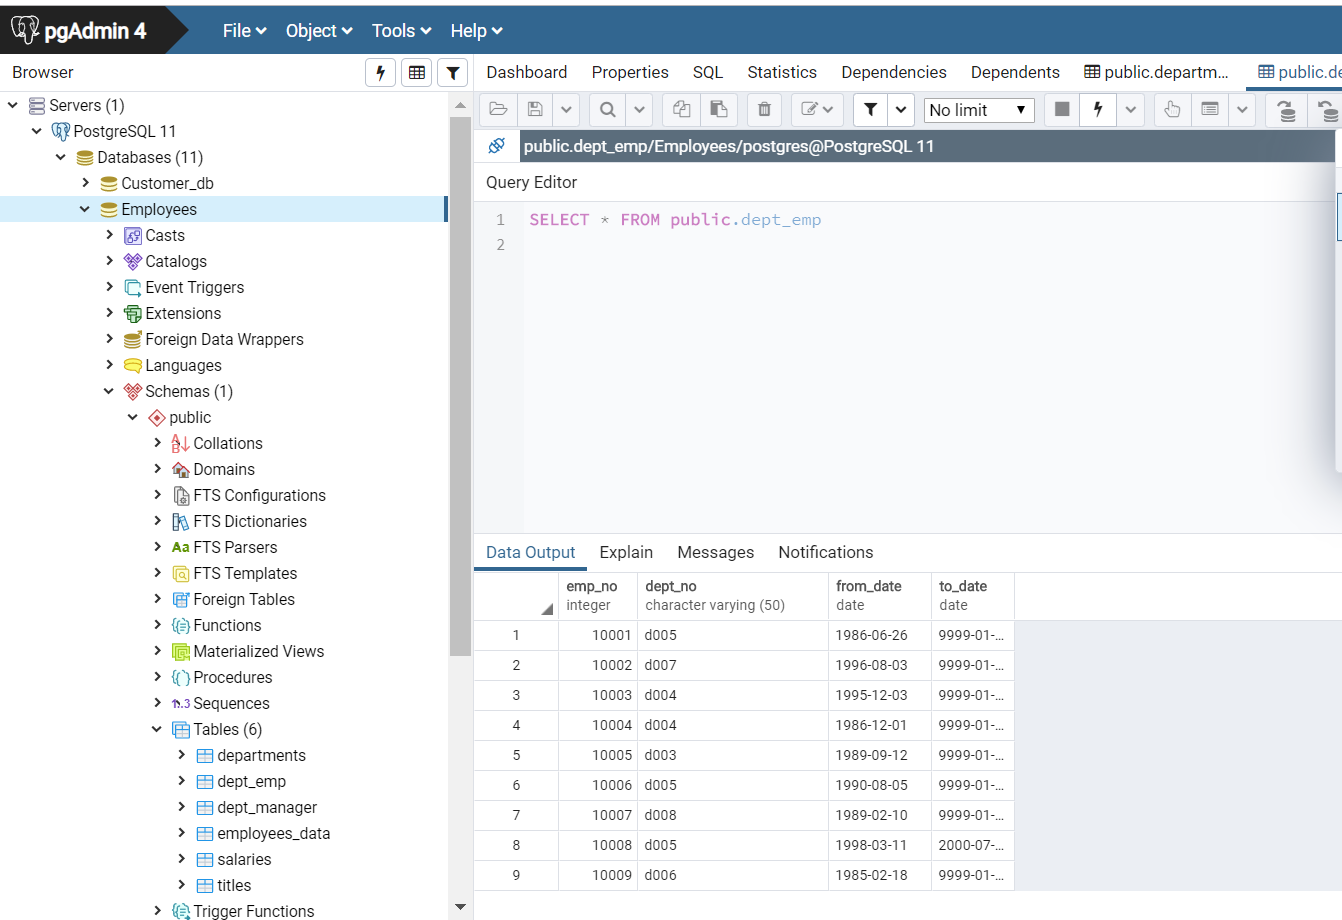 pgAdmin 4
File
Object
Tools
Help
Browser
Dashboard
Properties
SQL
Statistics
Dependencies
Dependents
public.departm...
public.de
Servers (1)
PostgreSQL 11
Databases (11)
Customer_db
Employees
Casts
Catalogs
Event Triggers
Extensions
Foreign Data Wrappers
Languages
Schemas (1)
public
Collations
Domains
FTS Configurations
FTS Dictionaries
Aa FTS Parsers
FTS Templates
Foreign Tables
Functions
Materialized Views
Procedures
1..3 Sequences
Tables (6)
departments
dept_emp
dept_manager
employees_data
salaries
titles
Trigger Functions
No limit
public.dept_emp/Employees/postgres@PostgreSQL 11
Query Editor
1 SELECT * FROM public.dept_emp
2
Data Output Explain Messages Notifications
emp_no dept_no from_date to_date
integer character varying (50) date date
1 10001 d005 1986-06-26 9999-01-...
2 10002 d007 1996-08-03 9999-01-...
3 10003 d004 1995-12-03 9999-01-...
4 10004 d004 1986-12-01 9999-01-...
5 10005 d003 1989-09-12 9999-01-...
6 10006 d005 1990-08-05 9999-01-...
7 10007 d008 1989-02-10 9999-01-...
8 10008 d005 1998-03-11 2000-07-...
9 10009 d006 1985-02-18 9999-01-...